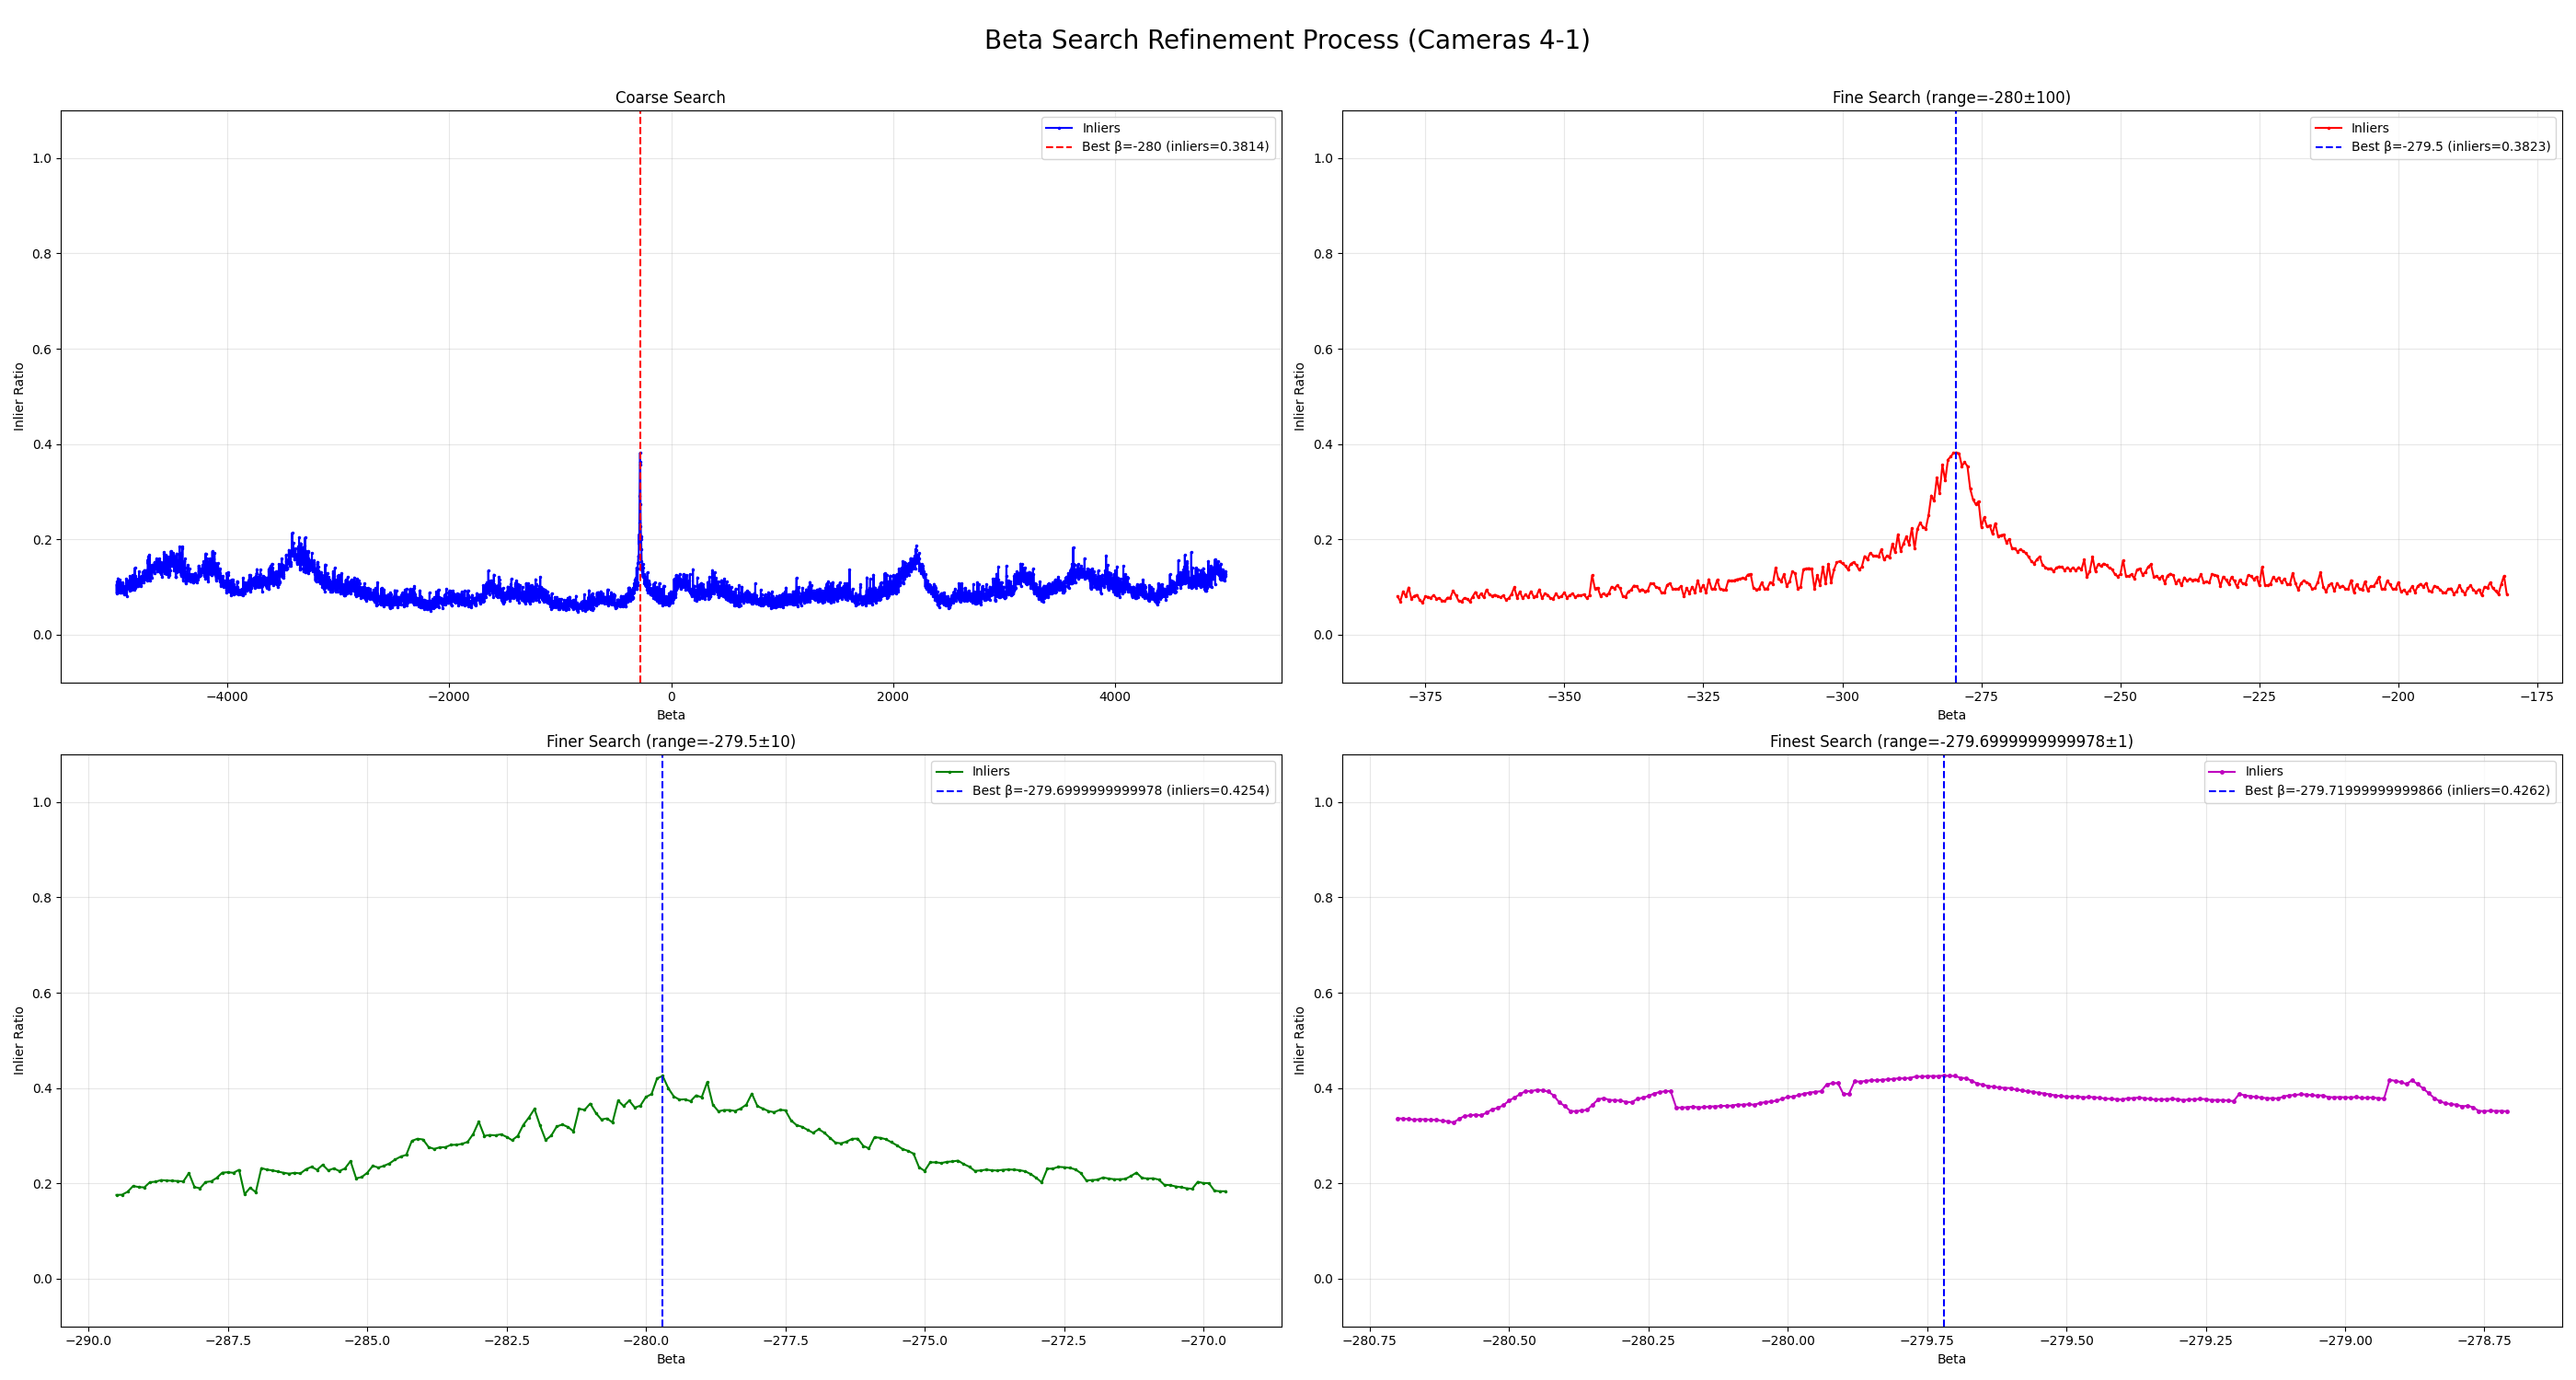 Beta Search Refinement Process (Cameras 4-1)
Coarse Search
Inliers
Best β=-280 (inliers=0.3814)
1.0
0.8
0.6
0.4
0.2
0.0
Inlier Ratio
−4000 −2000 0 2000 4000
Beta
Fine Search (range=-280±100)
Inliers
Best β=-279.5 (inliers=0.3823)
1.0
0.8
0.6
0.4
0.2
0.0
Inlier Ratio
−375 −350 −325 −300 −275 −250 −225 −200 −175
Beta
Finer Search (range=-279.5±10)
Inliers
Best β=-279.6999999999978 (inliers=0.4254)
1.0
0.8
0.6
0.4
0.2
0.0
Inlier Ratio
−290.0 −287.5 −285.0 −282.5 −280.0 −277.5 −275.0 −272.5 −270.0
Beta
Finest Search (range=-279.6999999999978±1)
Inliers
Best β=-279.71999999999866 (inliers=0.4262)
1.0
0.8
0.6
0.4
0.2
0.0
Inlier Ratio
−280.75 −280.50 −280.25 −280.00 −279.75 −279.50 −279.25 −279.00 −278.75
Beta